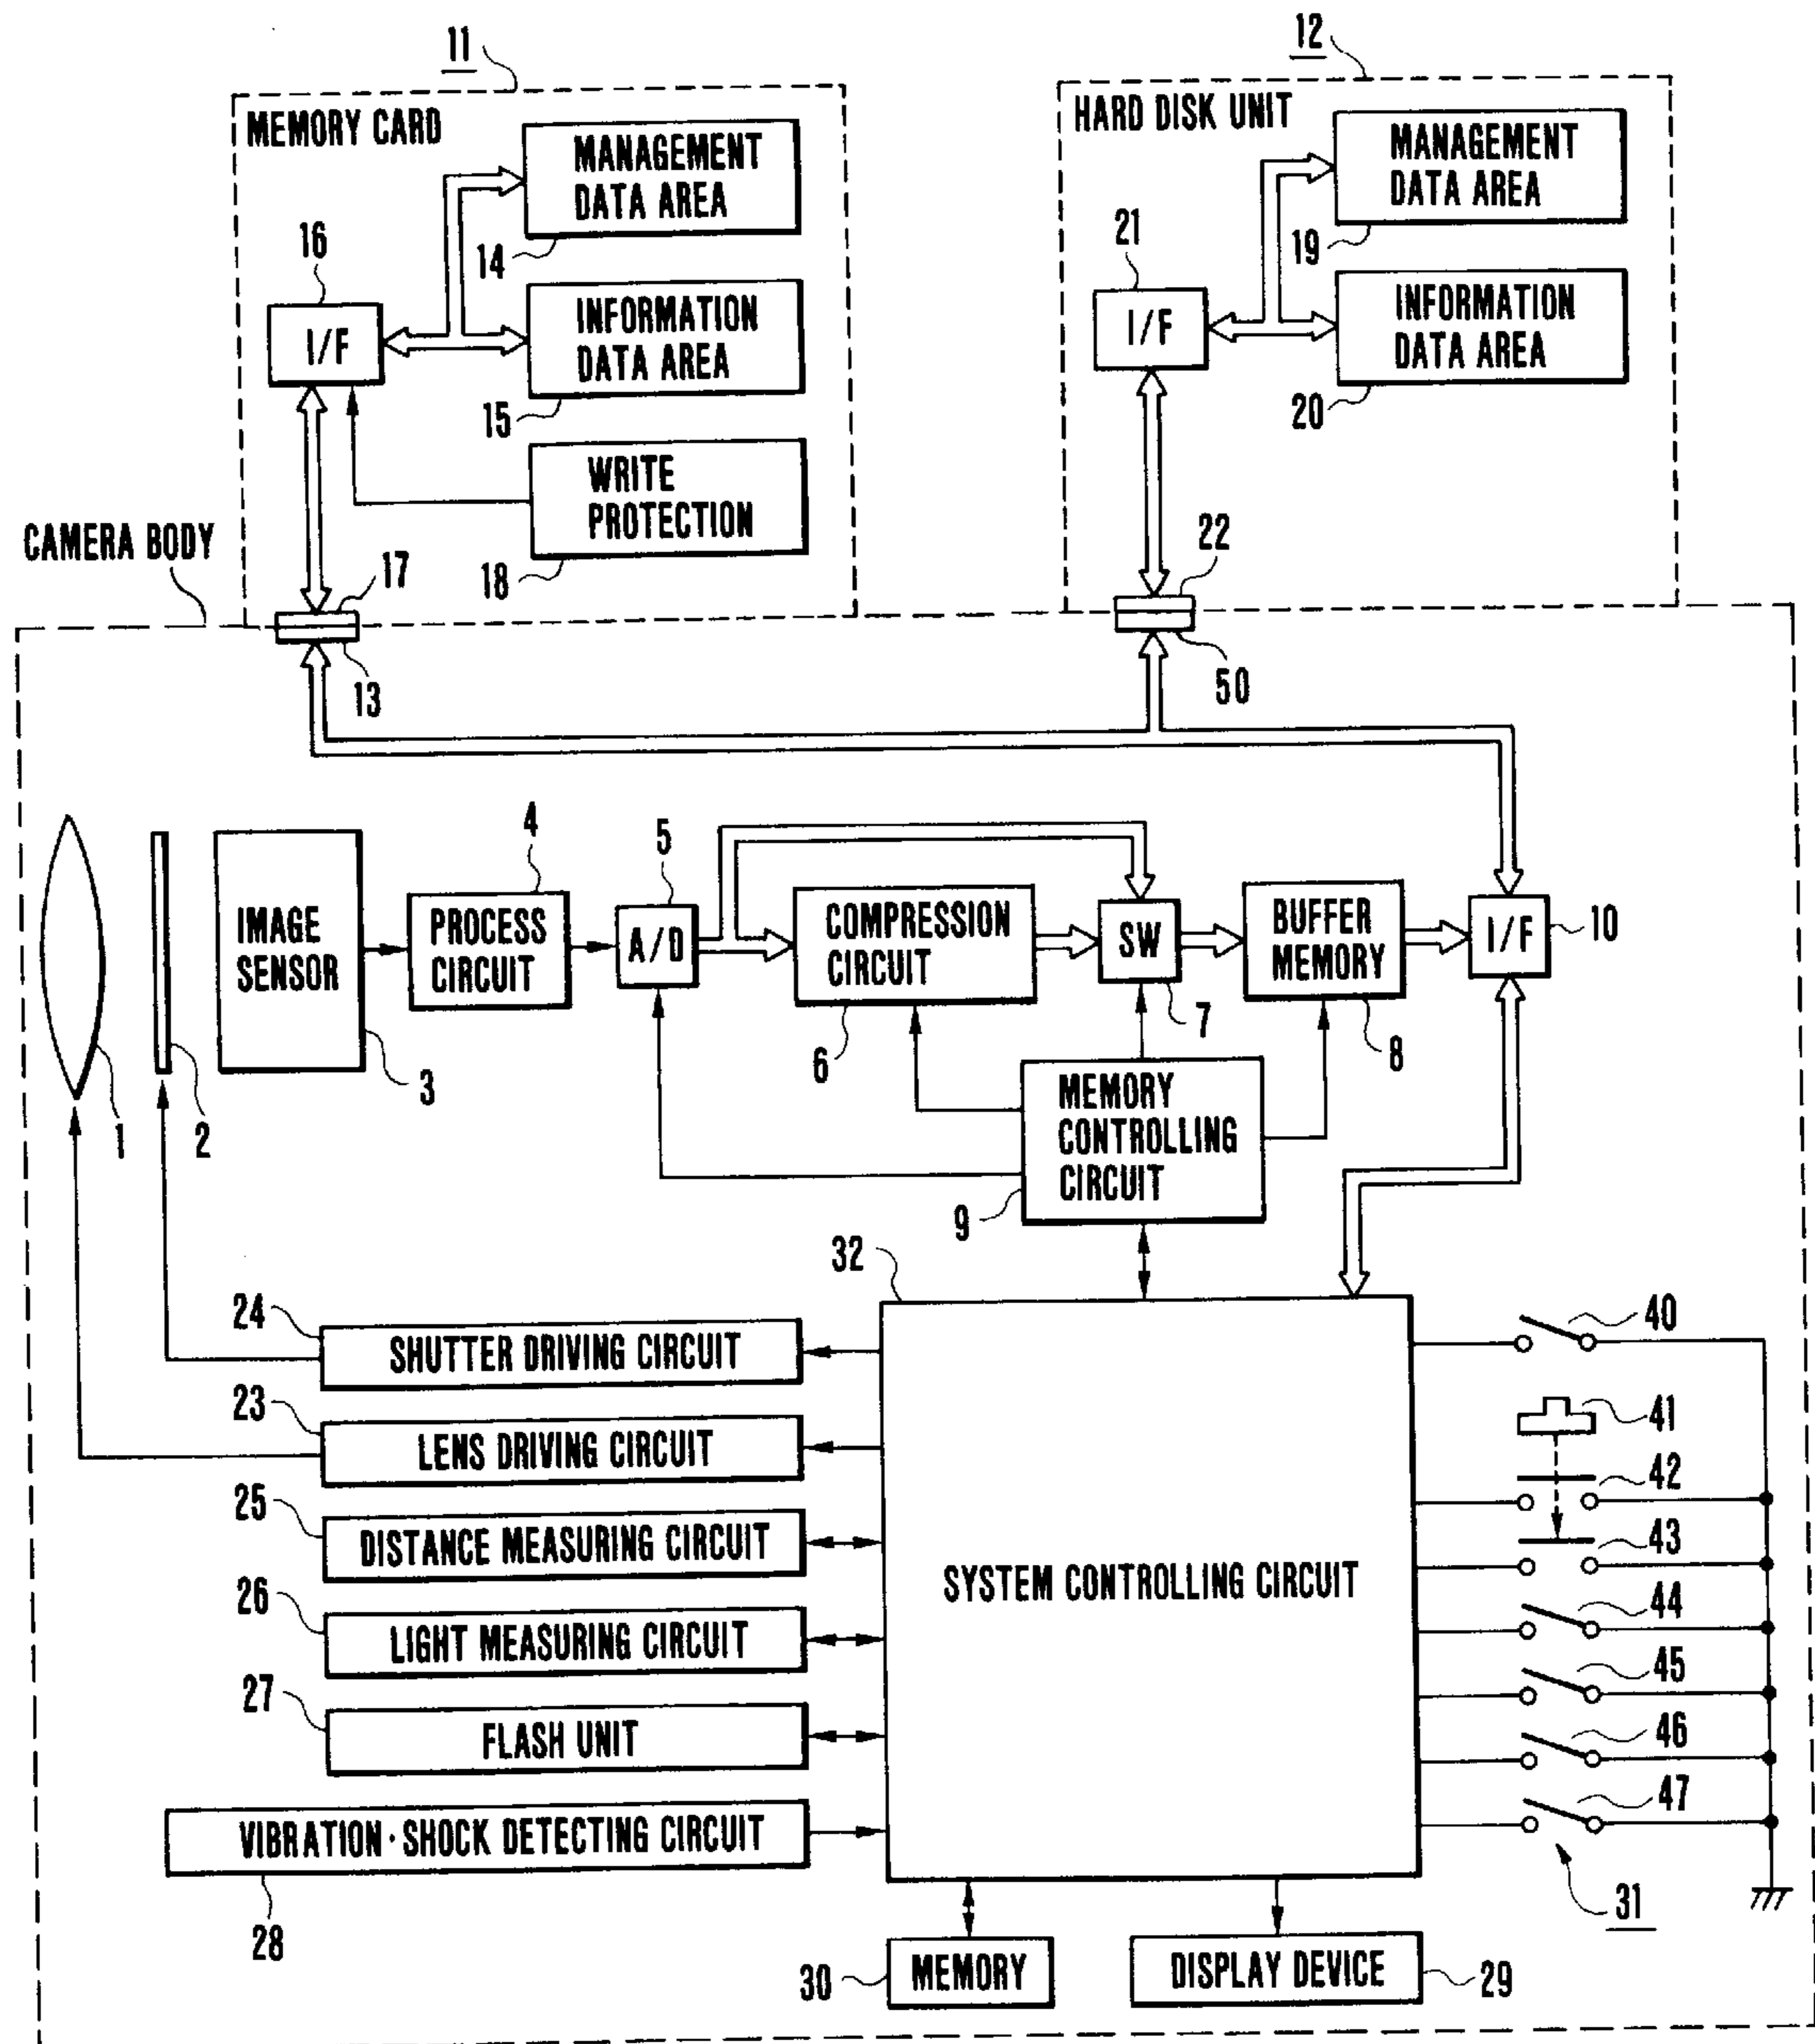 11
12
MEMORY CARD
MANAGEMENT
DATA AREA
14
16
I/F
INFORMATION
DATA AREA
15
WRITE
PROTECTION
18
17
13
HARD DISK UNIT
MANAGEMENT
DATA AREA
19
21
I/F
INFORMATION
DATA AREA
20
22
50
CAMERA BODY
1
2
IMAGE
SENSOR
3
4
PROCESS
CIRCUIT
5
A/D
COMPRESSION
CIRCUIT
6
SW
7
BUFFER
MEMORY
8
I/F
10
MEMORY
CONTROLLING
CIRCUIT
9
32
24
SHUTTER DRIVING CIRCUIT
23
LENS DRIVING CIRCUIT
25
DISTANCE MEASURING CIRCUIT
26
LIGHT MEASURING CIRCUIT
27
FLASH UNIT
VIBRATION·SHOCK DETECTING CIRCUIT
28
SYSTEM CONTROLLING CIRCUIT
40
41
42
43
44
45
46
47
31
30
MEMORY
DISPLAY DEVICE
29